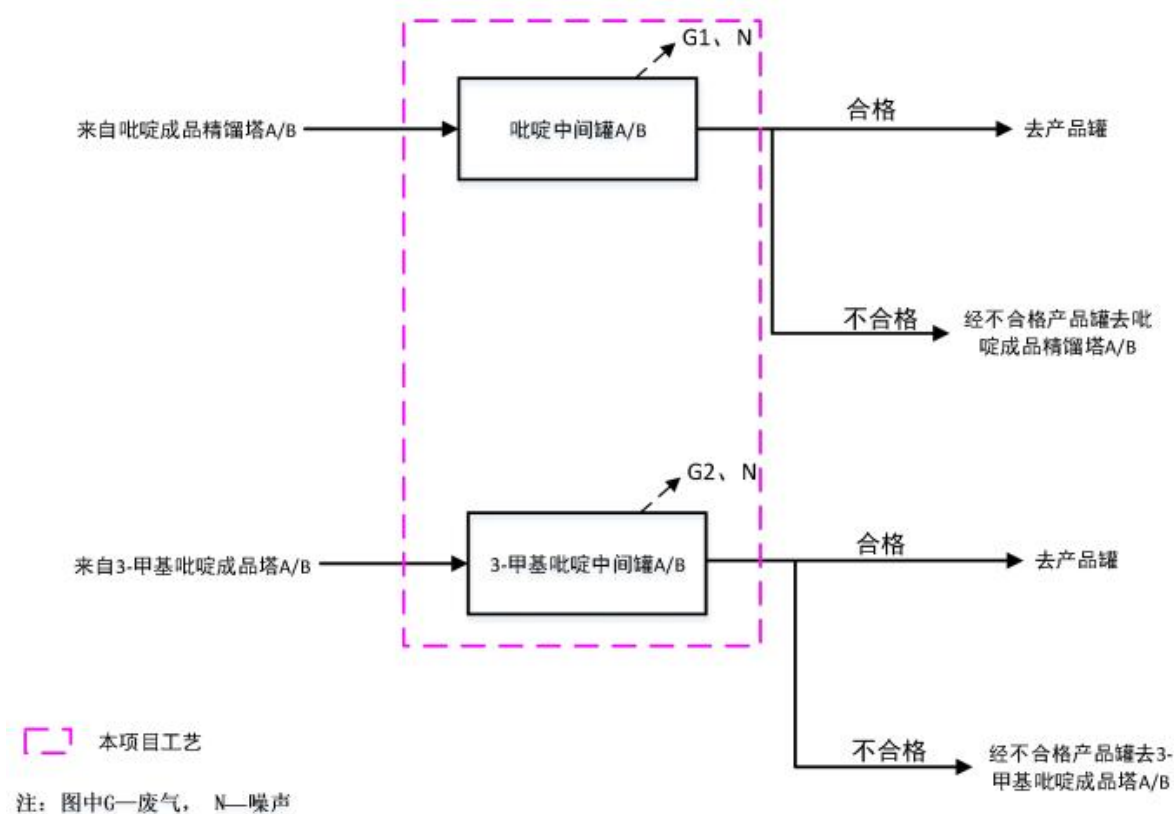 G1、N
来自吡啶成品精馏塔A/B
吡啶中间罐A/B
合格
去产品罐
不合格
经不合格产品罐去吡
啶成品精馏塔A/B
G2、N
来自3-甲基吡啶成品塔A/B
3-甲基吡啶中间罐A/B
合格
去产品罐
不合格
经不合格产品罐去3-
甲基吡啶成品塔A/B
本项目工艺
注：图中G—废气， N—噪声